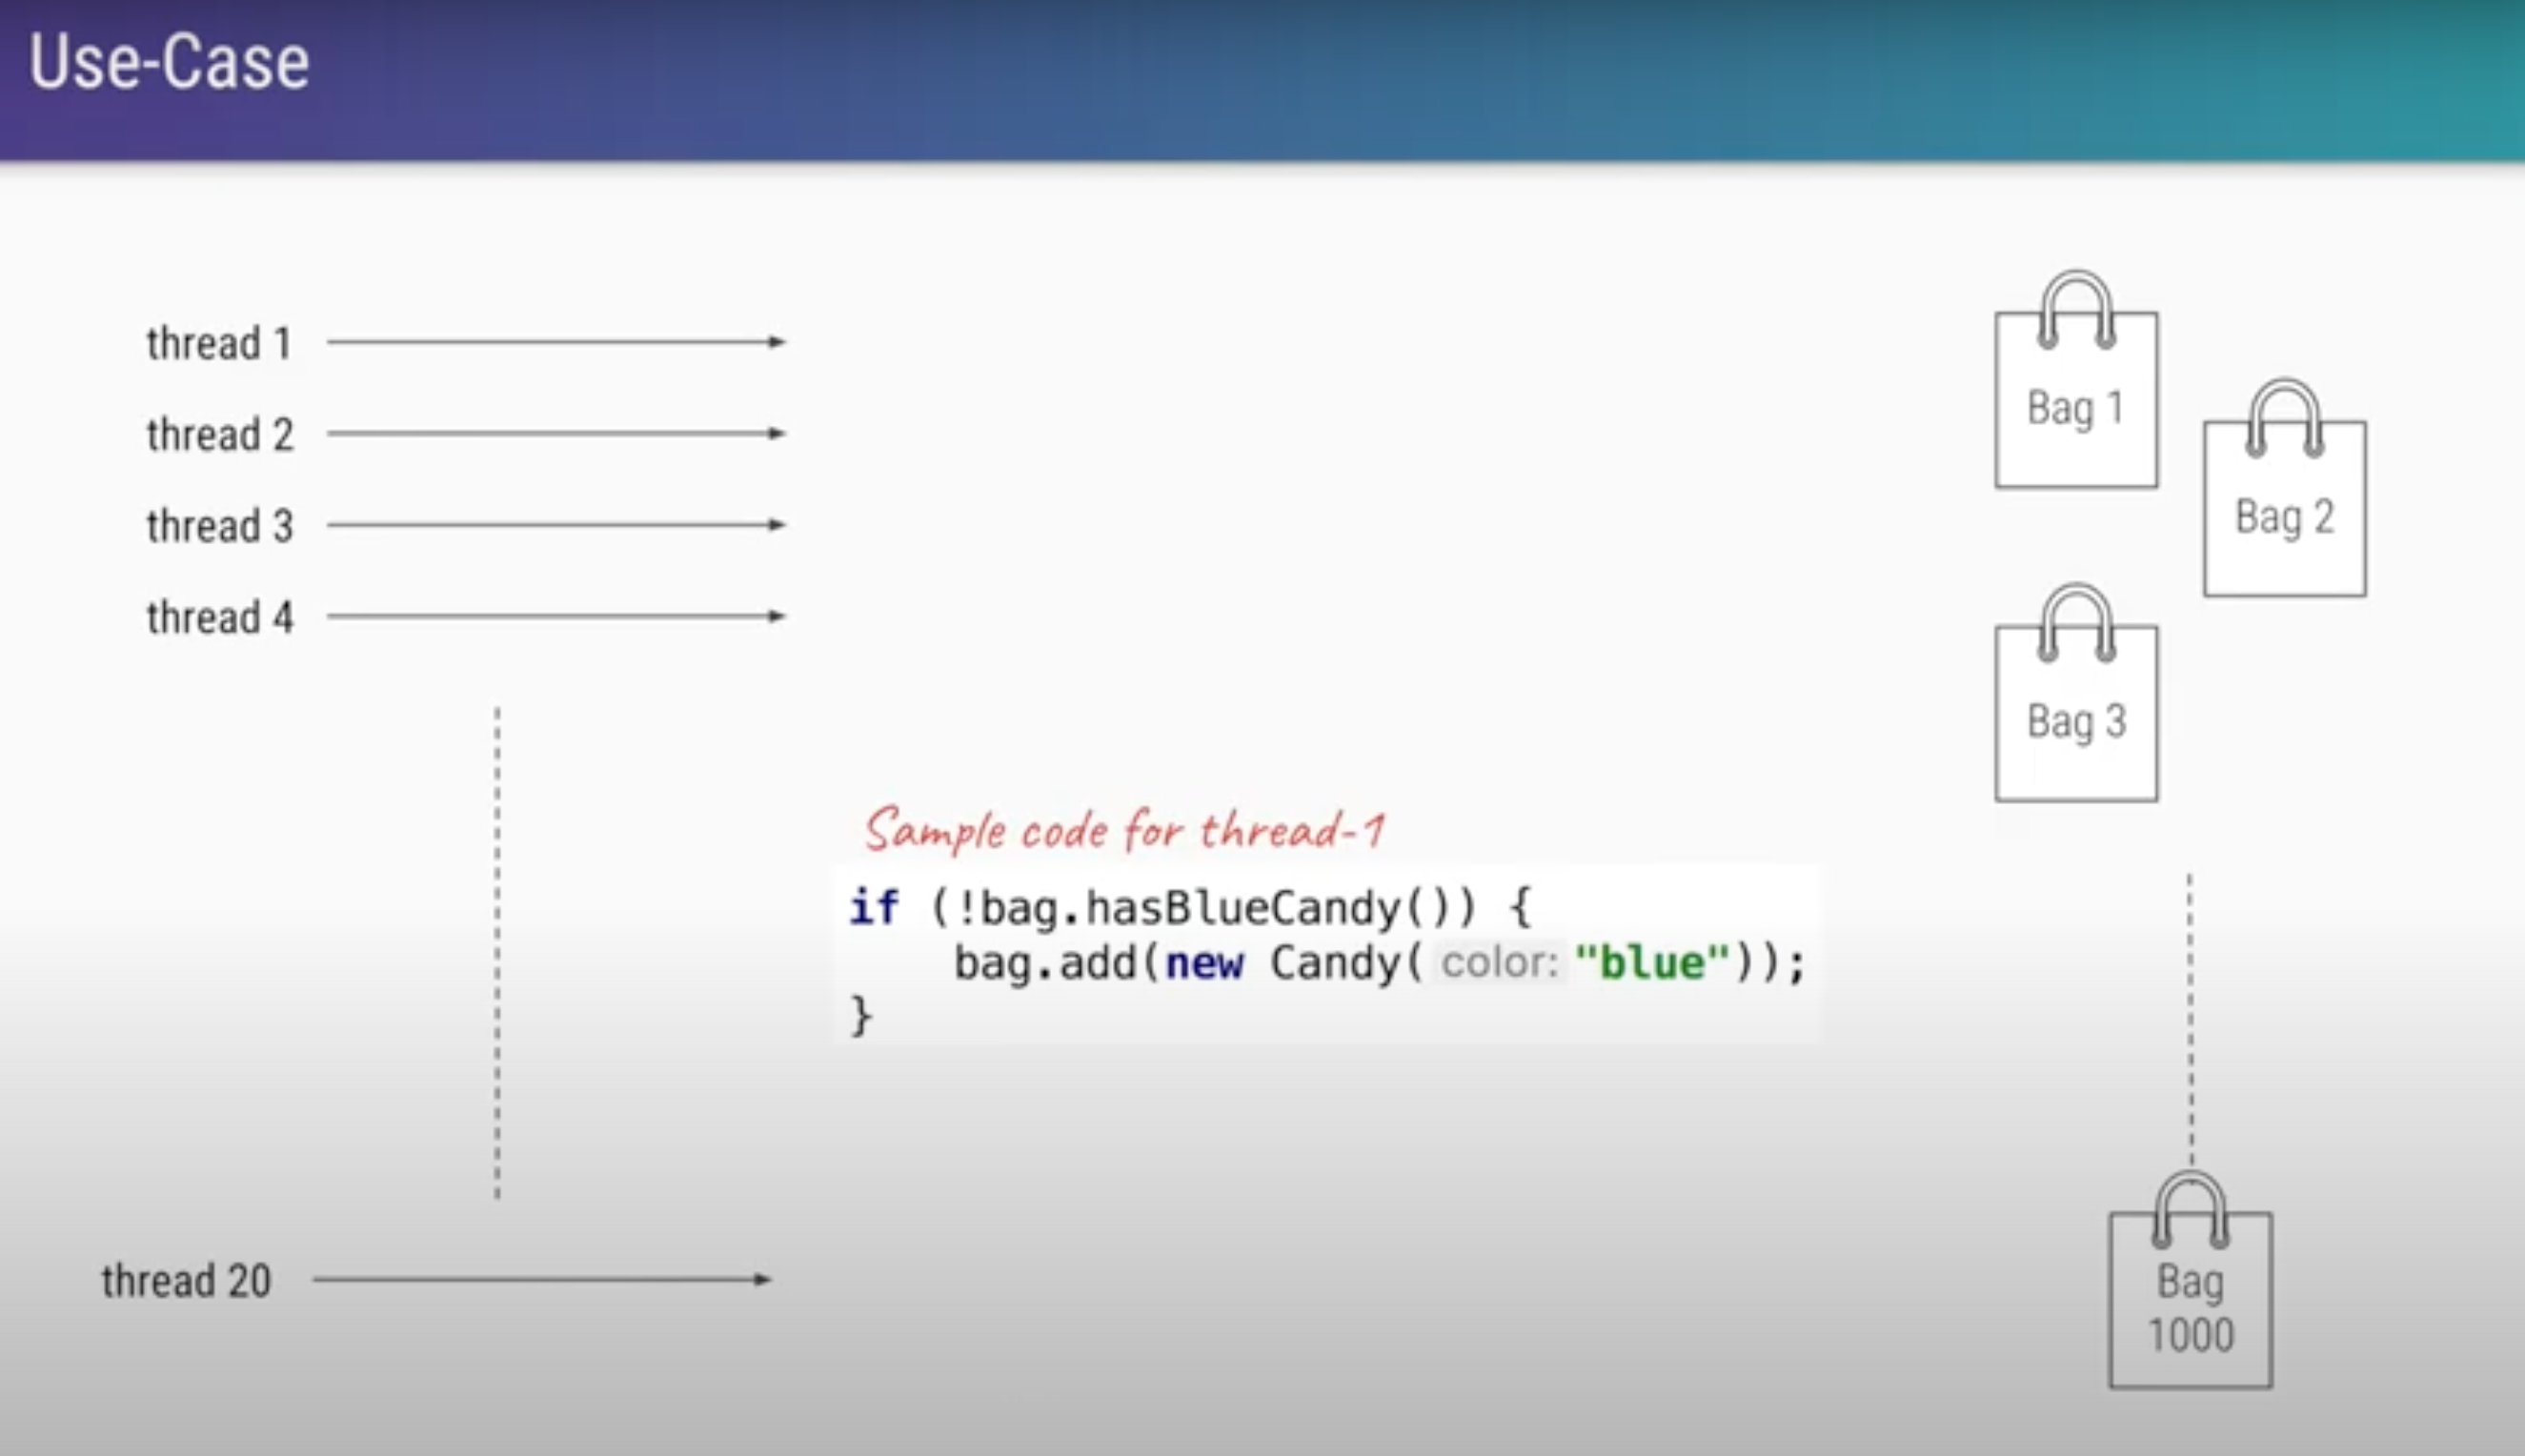 Use-Case
thread 1
thread 2
thread 3
thread 4
thread 20
Sample code for thread-1
if (!bag.hasBlueCandy()) {
    bag.add(new Candy( color: "blue"));
}
Bag 1
Bag 2
Bag 3
Bag
1000